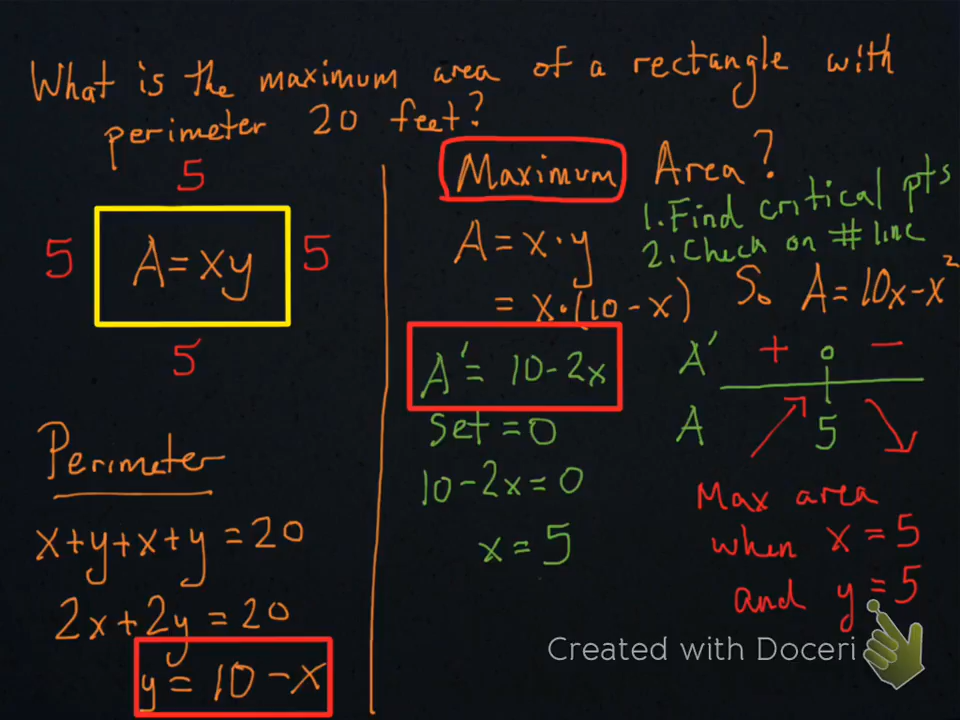 What is the maximum area of a rectangle with
perimeter 20 feet?
5
5 A = xy 5
5
Perimeter
x+y+x+y = 20
2x+2y = 20
y = 10-x
Maximum Area?
1. Find critical pts
2. Check on # line
A = x·y
= x·(10-x) So A = 10x-x²
A' = 10-2x
set = 0
10-2x = 0
x = 5
A' + 0 -
A 5
Max area
when x = 5
and y = 5
Created with Doceri